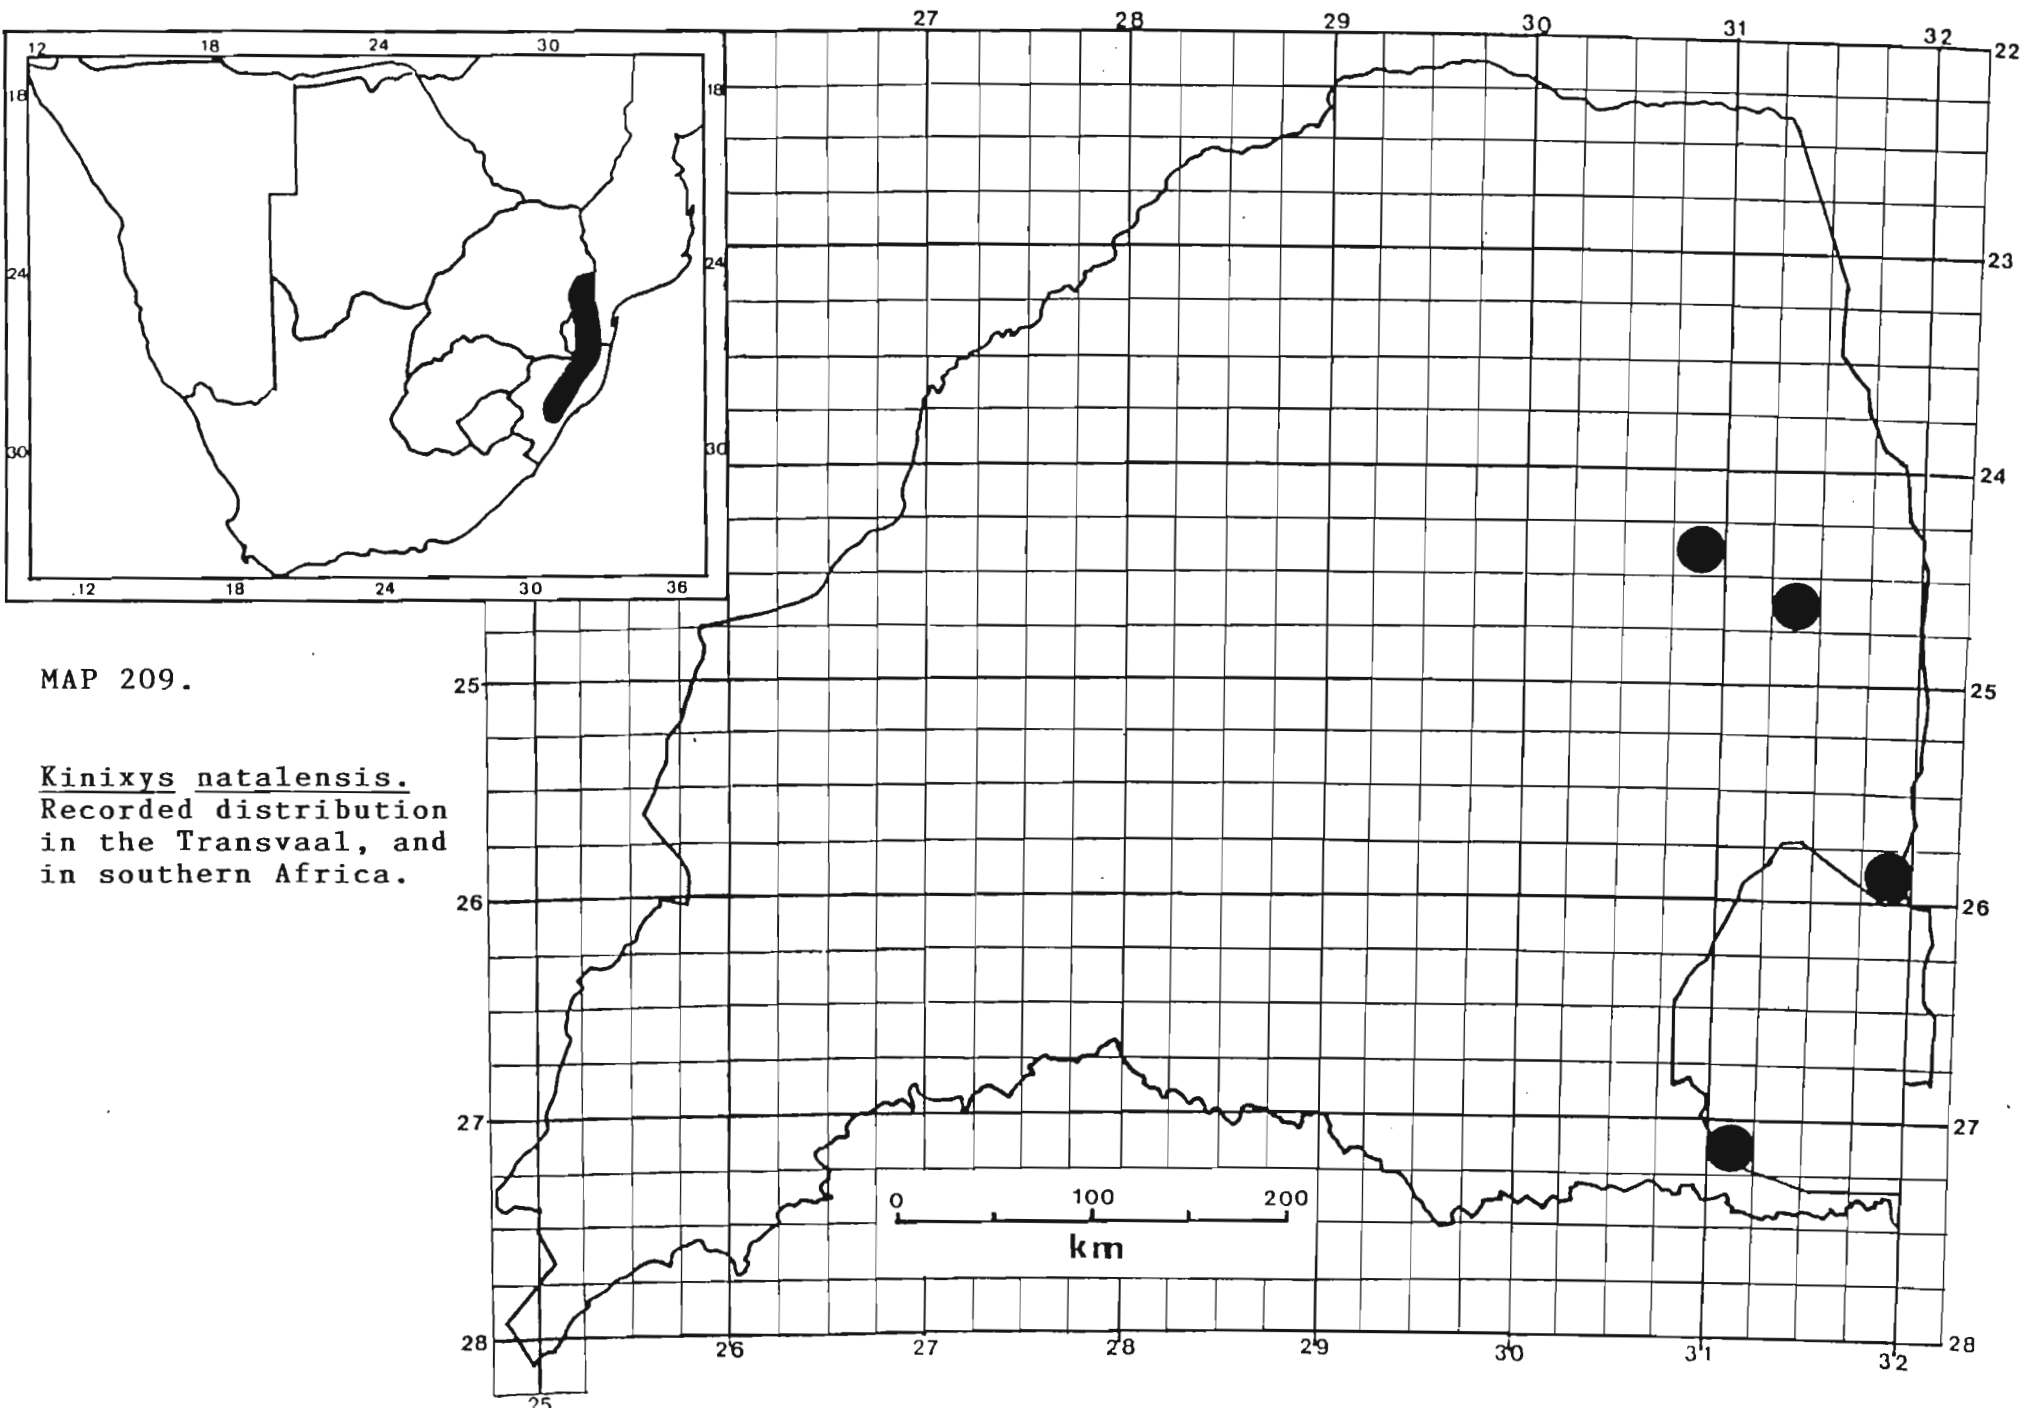 27 28 29 30 31 32
22
12 18 24 30
18 18
24 24
30 30
.12 18 24 30 36
23
24
MAP 209.
25 25
Kinixys natalensis.
Recorded distribution
in the Transvaal, and
in southern Africa.
26 26
27 27
0 100 200
km
28 28
26 27 28 29 30 31 32
25